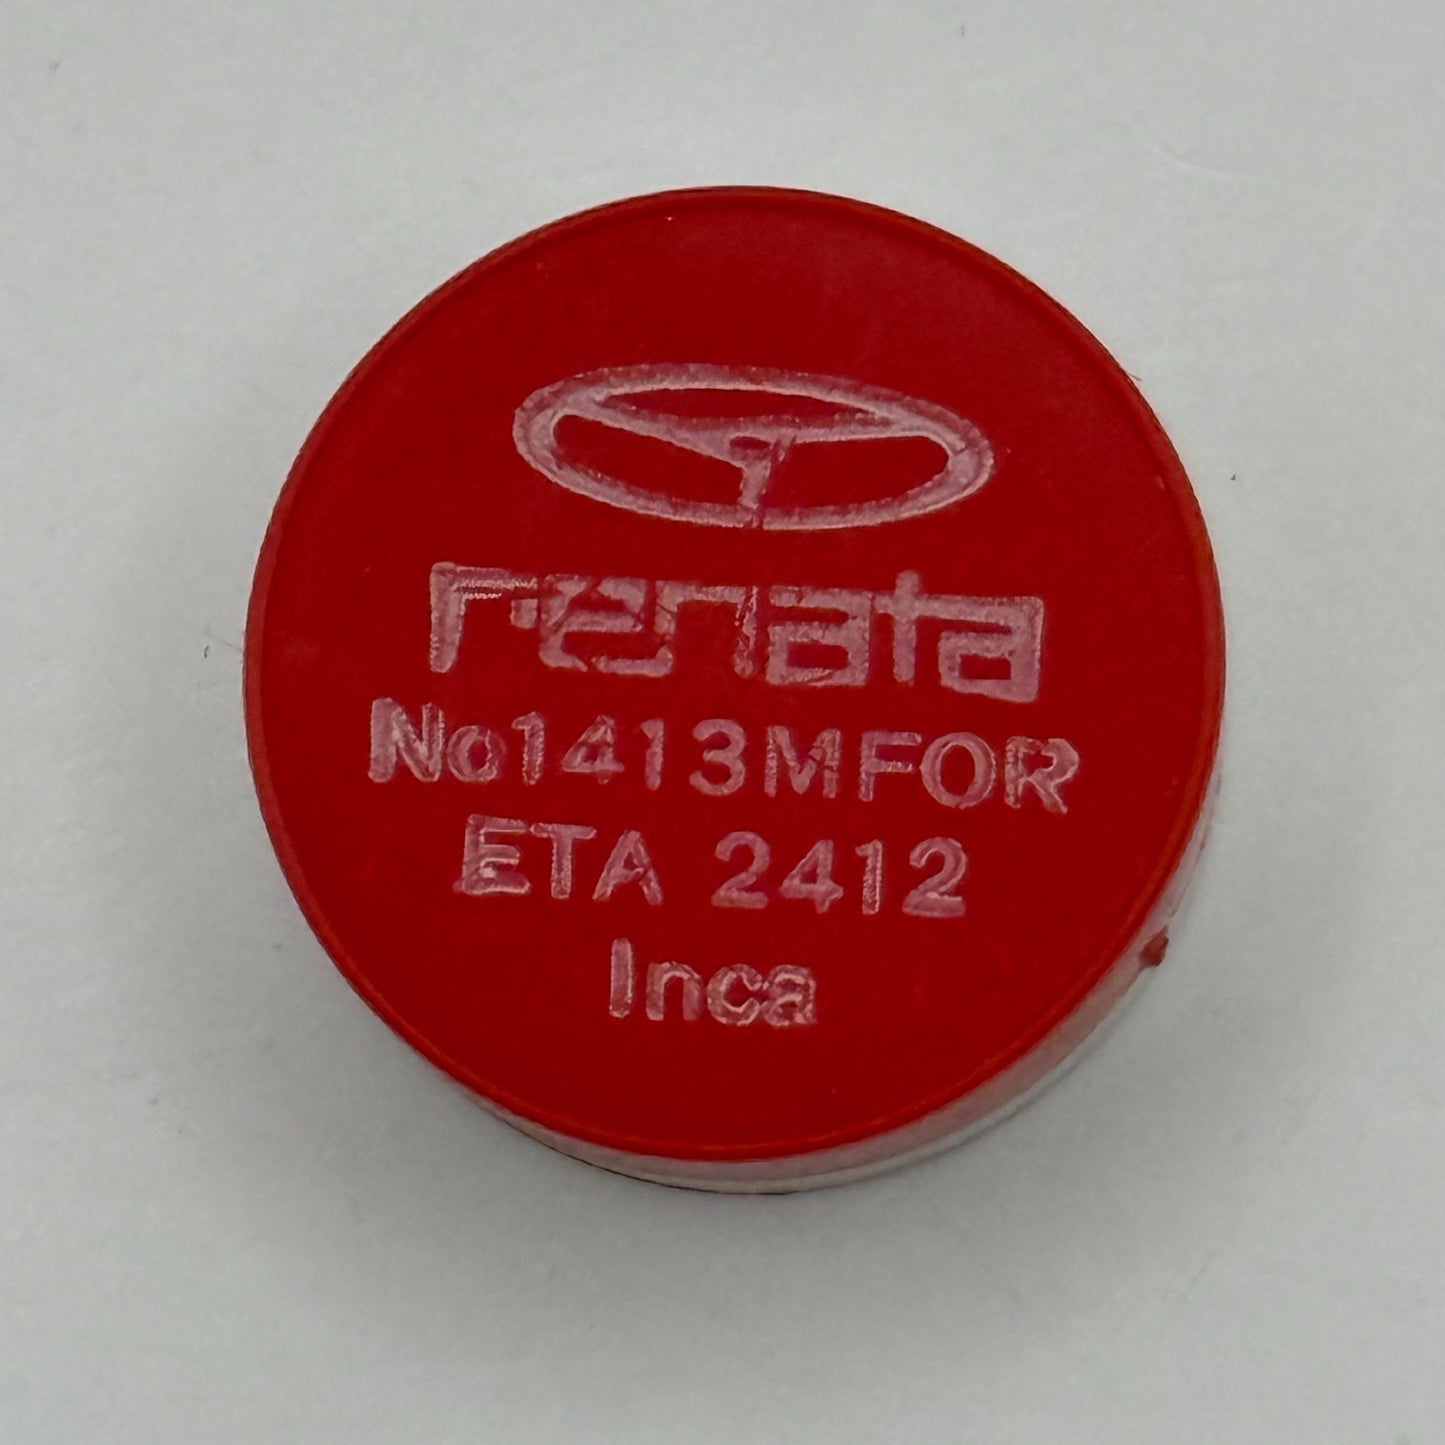 renata
No1413MFOR
ETA 2412
Inca